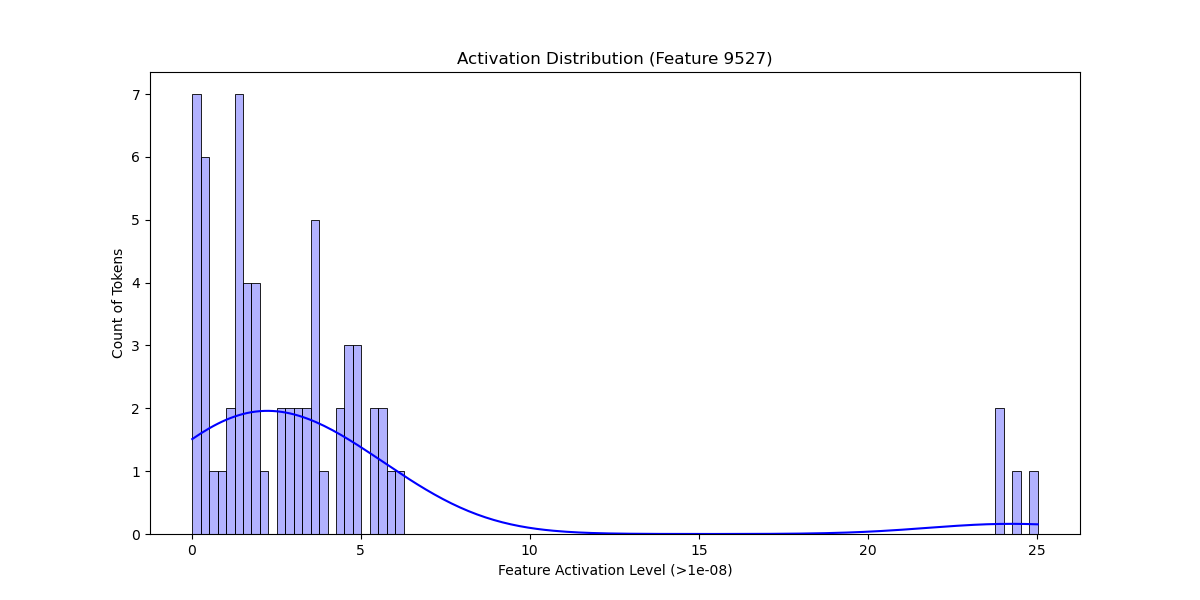 Activation Distribution (Feature 9527)
Count of Tokens
7
6
5
4
3
2
1
0
0 5 10 15 20 25
Feature Activation Level (>1e-08)